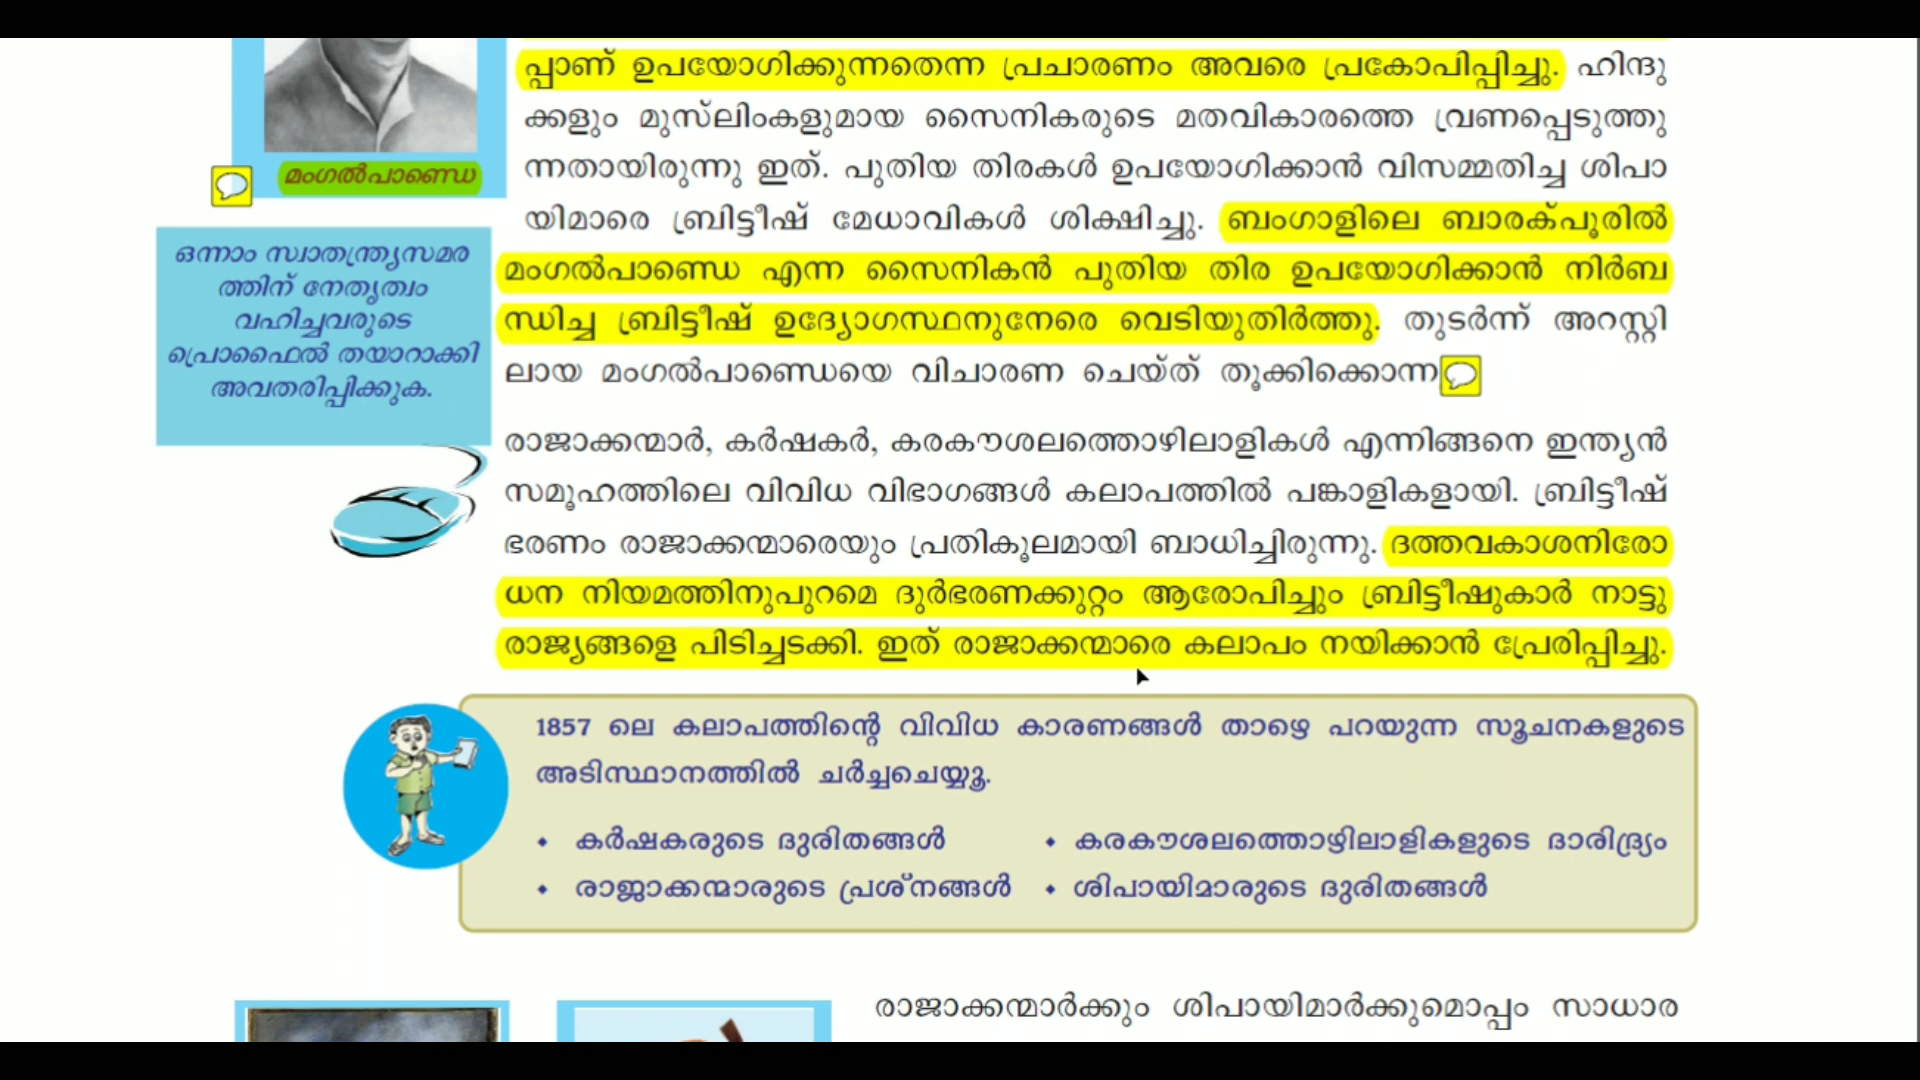 പ്പാണ് ഉപയോഗിക്കുന്നതെന്ന പ്രചാരണം അവരെ പ്രകോപിപ്പിച്ചു. ഹിന്ദു
ക്കളും മുസ്‌ലിംകളുമായ സൈനികരുടെ മതവികാരത്തെ വ്രണപ്പെടുത്തു
ന്നതായിരുന്നു ഇത്. പുതിയ തിരകൾ ഉപയോഗിക്കാൻ വിസമ്മതിച്ച ശിപാ
യിമാരെ ബ്രിട്ടീഷ് മേധാവികൾ ശിക്ഷിച്ചു. ബംഗാളിലെ ബാരക്പൂരിൽ
മംഗൽപാണ്ഡെ എന്ന സൈനികൻ പുതിയ തിര ഉപയോഗിക്കാൻ നിർബ
ന്ധിച്ച ബ്രിട്ടീഷ് ഉദ്യോഗസ്ഥനുനേരെ വെടിയുതിർത്തു. തുടർന്ന് അറസ്റ്റി
ലായ മംഗൽപാണ്ഡെയെ വിചാരണ ചെയ്ത് തൂക്കിക്കൊന്ന
മംഗൽപാണ്ഡെ
ഒന്നാം സ്വാതന്ത്ര്യസമര
ത്തിന് നേതൃത്വം
വഹിച്ചവരുടെ
പ്രൊഫൈൽ തയാറാക്കി
അവതരിപ്പിക്കുക.
രാജാക്കന്മാർ, കർഷകർ, കരകൗശലത്തൊഴിലാളികൾ എന്നിങ്ങനെ ഇന്ത്യൻ
സമൂഹത്തിലെ വിവിധ വിഭാഗങ്ങൾ കലാപത്തിൽ പങ്കാളികളായി. ബ്രിട്ടീഷ്
ഭരണം രാജാക്കന്മാരെയും പ്രതികൂലമായി ബാധിച്ചിരുന്നു. ദത്തവകാശനിരോ
ധന നിയമത്തിനുപുറമെ ദുർഭരണക്കുറ്റം ആരോപിച്ചും ബ്രിട്ടീഷുകാർ നാട്ടു
രാജ്യങ്ങളെ പിടിച്ചടക്കി. ഇത് രാജാക്കന്മാരെ കലാപം നയിക്കാൻ പ്രേരിപ്പിച്ചു.
1857 ലെ കലാപത്തിന്റെ വിവിധ കാരണങ്ങൾ താഴെ പറയുന്ന സൂചനകളുടെ
അടിസ്ഥാനത്തിൽ ചർച്ചചെയ്യൂ.
• കർഷകരുടെ ദുരിതങ്ങൾ • കരകൗശലത്തൊഴിലാളികളുടെ ദാരിദ്ര്യം
• രാജാക്കന്മാരുടെ പ്രശ്നങ്ങൾ • ശിപായിമാരുടെ ദുരിതങ്ങൾ
രാജാക്കന്മാർക്കും ശിപായിമാർക്കുമൊപ്പം സാധാര